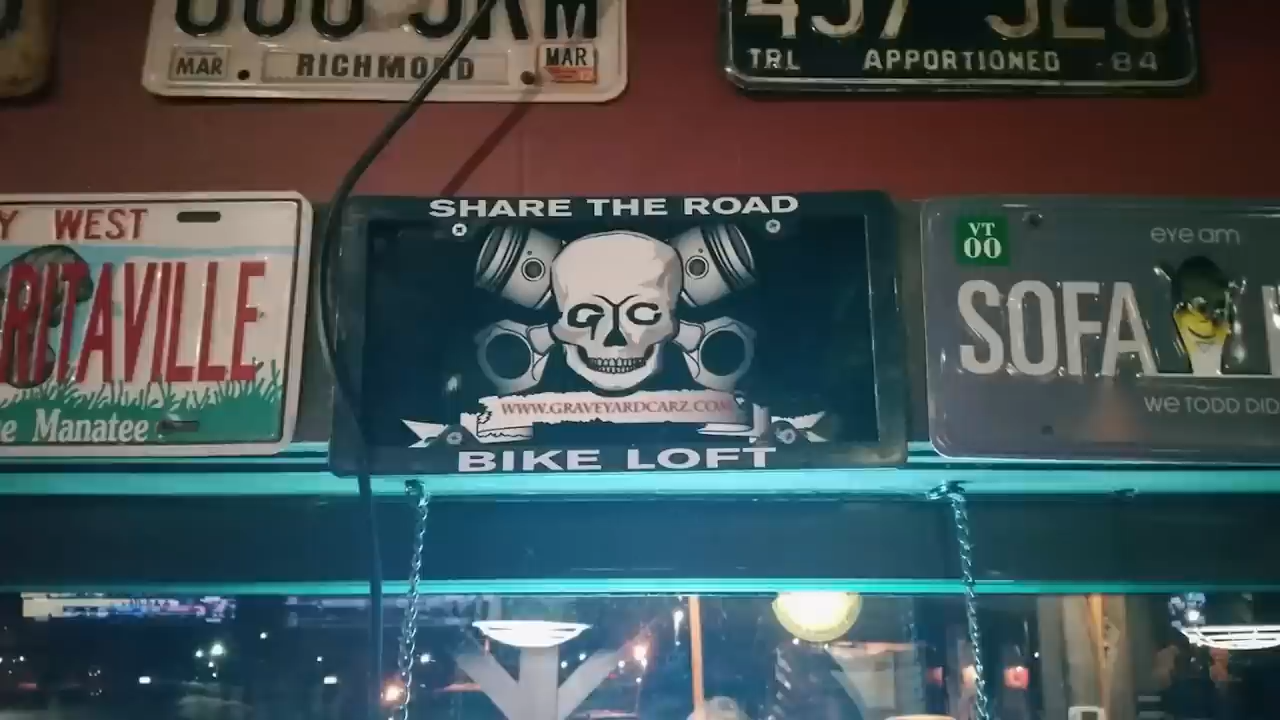 MAR
RICHMOND
M
MAR
TRL APPORTIONED -84
Y WEST
RITAVILLE
e Manatee
SHARE THE ROAD
GYC
WWW.GRAVEYARDCARZ.COM
BIKE LOFT
VT
00
eye am
SOFA
we TODD DID